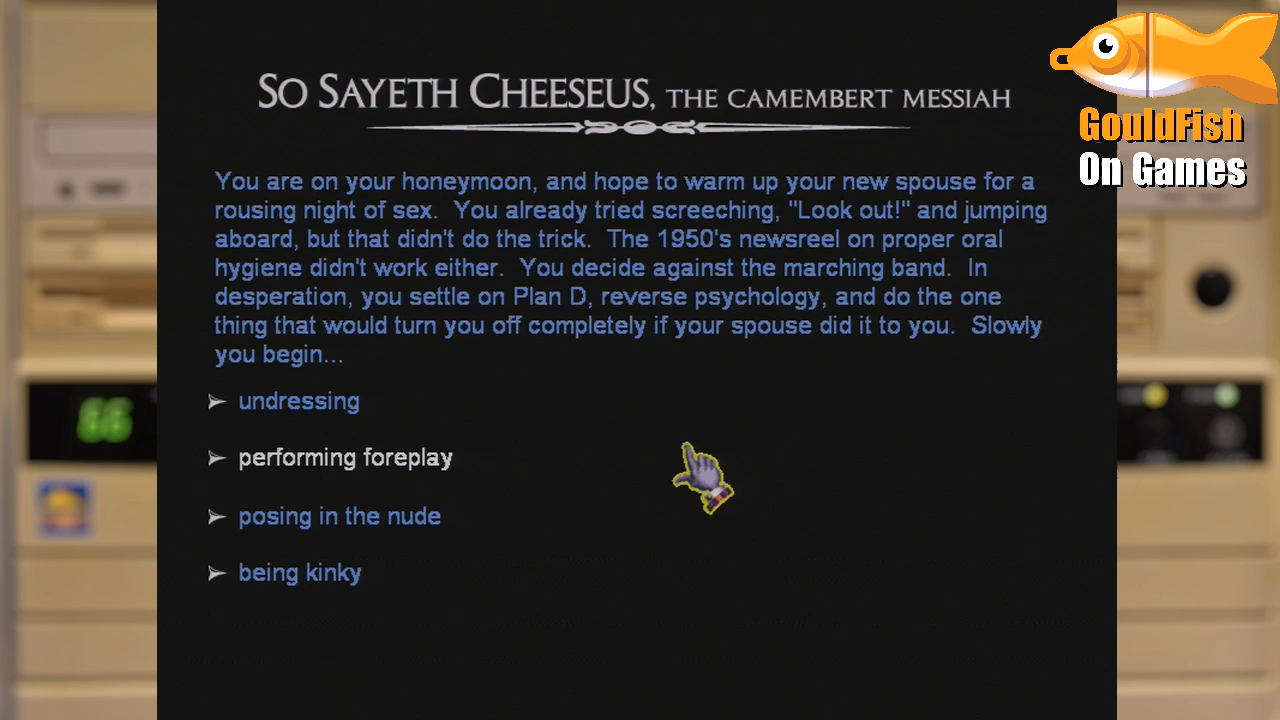 So Sayeth Cheeseus, the Camembert Messiah
GouldFish
On Games
You are on your honeymoon, and hope to warm up your new spouse for a
rousing night of sex.  You already tried screeching, "Look out!" and jumping
aboard, but that didn't do the trick.  The 1950's newsreel on proper oral
hygiene didn't work either.  You decide against the marching band.  In
desperation, you settle on Plan D, reverse psychology, and do the one
thing that would turn you off completely if your spouse did it to you.  Slowly
you begin...
➢ undressing
➢ performing foreplay
➢ posing in the nude
➢ being kinky
66